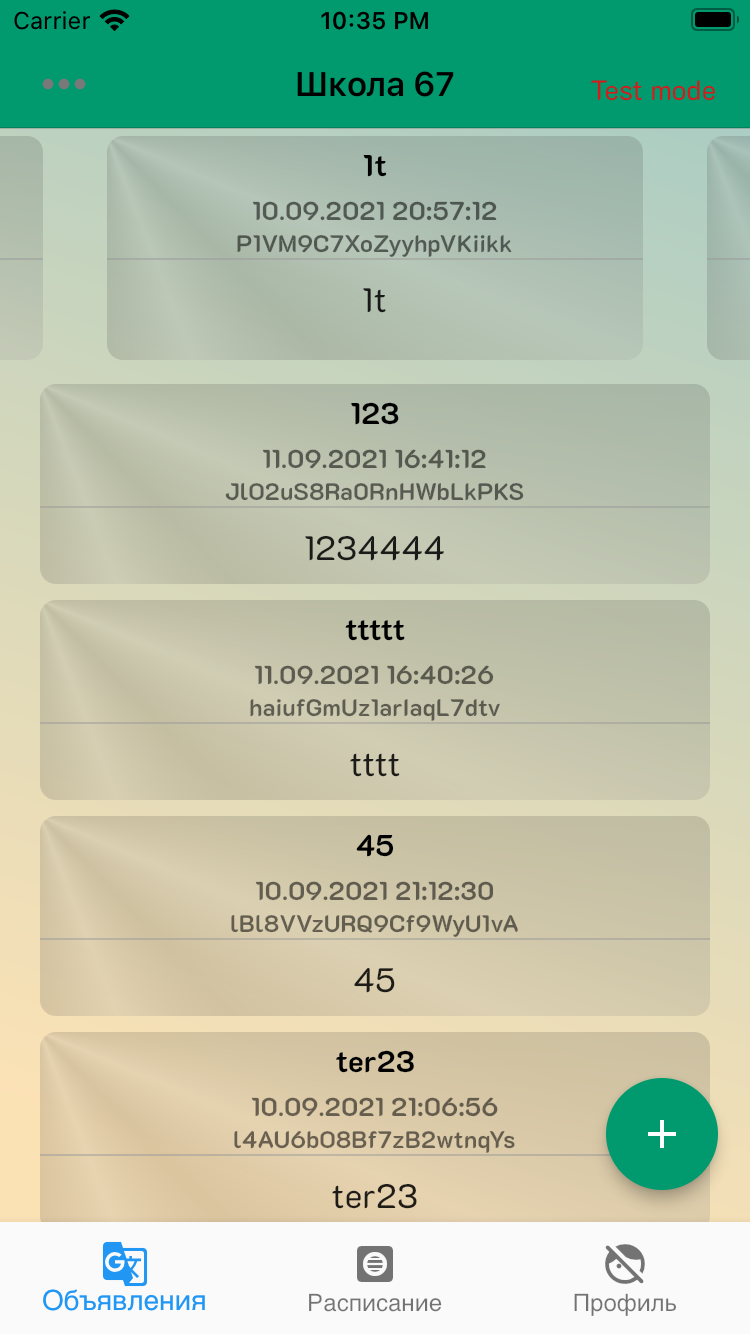 Carrier 10:35 PM
Школа 67
Test mode
1t
10.09.2021 20:57:12
P1VM9C7XoZyyhpVKiikk
1t
123
11.09.2021 16:41:12
JlO2uS8Ra0RnHWbLkPKS
1234444
ttttt
11.09.2021 16:40:26
haiufGmUz1arIaqL7dtv
tttt
45
10.09.2021 21:12:30
lBl8VVzURQ9Cf9WyU1vA
45
ter23
10.09.2021 21:06:56
l4AU6bO8Bf7zB2wtnqYs
ter23
Объявления
Расписание
Профиль